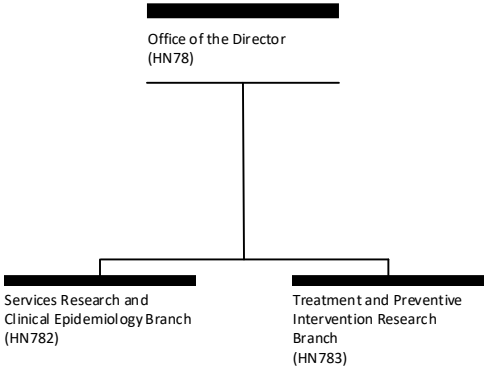 Office of the Director
(HN78)
Services Research and
Clinical Epidemiology Branch
(HN782)
Treatment and Preventive
Intervention Research
Branch
(HN783)